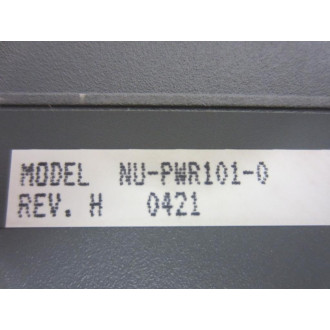 MODEL NU-PWR101-0
REV. H 0421